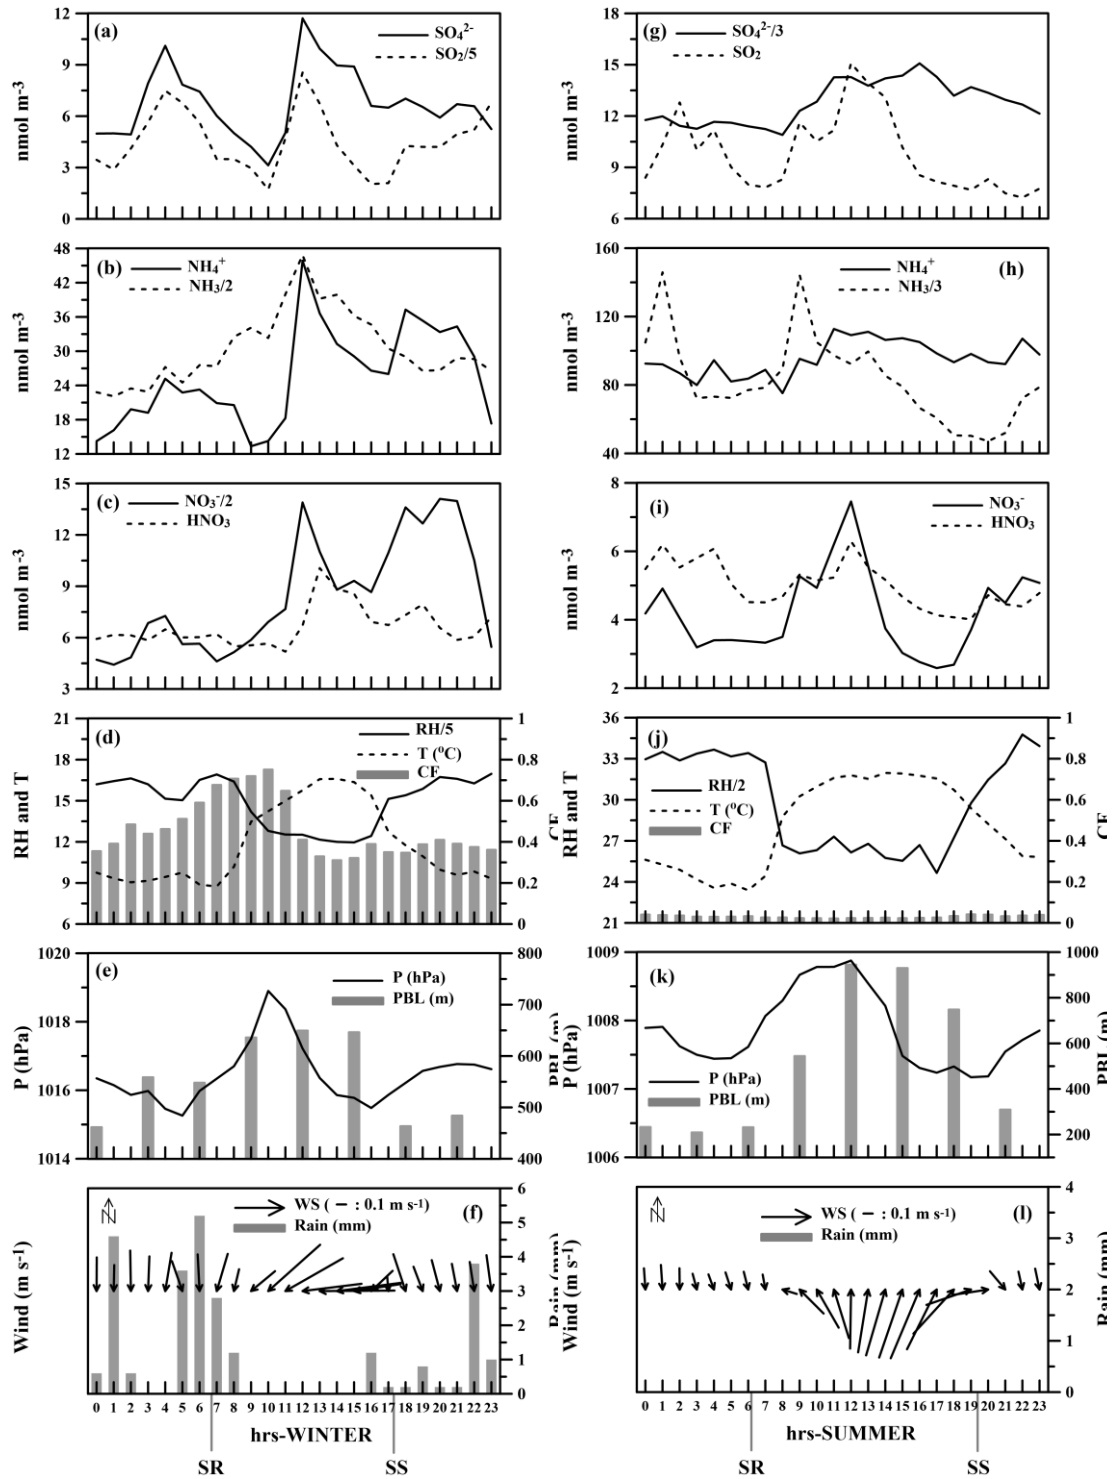 (a)
SO₄²⁻
SO₂/5
nmol m⁻³
12
9
6
3
0
(g)
SO₄²⁻/3
SO₂
nmol m⁻³
18
15
12
9
6
(b)
NH₄⁺
NH₃/2
nmol m⁻³
48
42
36
30
24
18
12
(h)
NH₄⁺
NH₃/3
nmol m⁻³
160
120
80
40
(c)
NO₃⁻/2
HNO₃
nmol m⁻³
15
12
9
6
3
(i)
NO₃⁻
HNO₃
nmol m⁻³
8
6
4
2
(d)
RH/5
T (°C)
CF
RH and T
21
18
15
12
9
6
1
0.8
0.6
0.4
0.2
0
CF
(j)
RH/2
T (°C)
CF
RH and T
36
33
30
27
24
21
1
0.8
0.6
0.4
0.2
0
CF
(e)
P (hPa)
PBL (m)
P (hPa)
1020
1018
1016
1014
800
700
600
500
400
PBL (m)
(k)
P (hPa)
PBL (m)
P (hPa)
1009
1008
1007
1006
1000
800
600
400
200
PBL (m)
N
WS ( − : 0.1 m s⁻¹)
(f)
Rain (mm)
Wind (m s⁻¹)
6
5
4
3
2
1
0
Rain (mm)
0 1 2 3 4 5 6 7 8 9 10 11 12 13 14 15 16 17 18 19 20 21 22 23
hrs-WINTER
SR
SS
N
WS ( − : 0.1 m s⁻¹)
(l)
Rain (mm)
Wind (m s⁻¹)
4
3
2
1
0
Rain (mm)
0 1 2 3 4 5 6 7 8 9 10 11 12 13 14 15 16 17 18 19 20 21 22 23
hrs-SUMMER
SR
SS